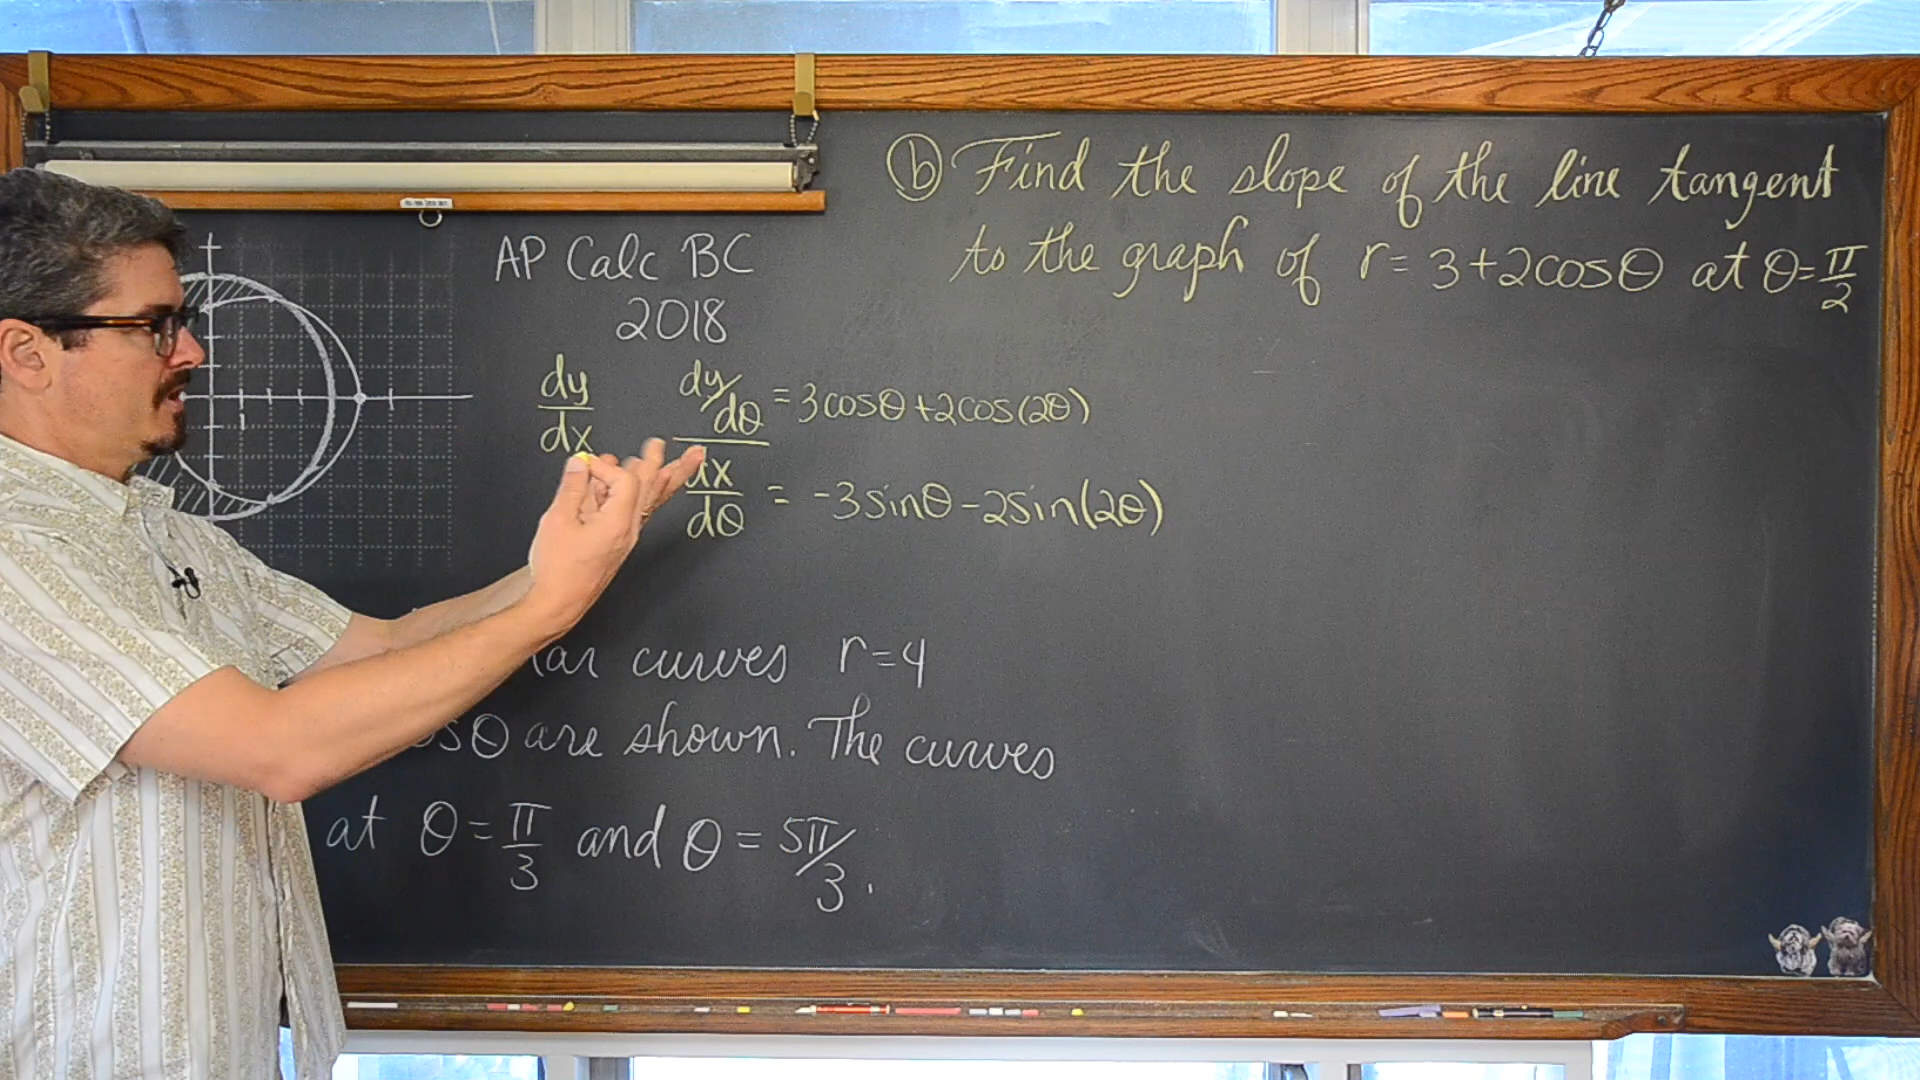 AP Calc BC
2018
dy/dx
dy/dθ = 3cosθ+2cos(2θ)
dx/dθ = -3sinθ-2sin(2θ)
curves r=4
θ are shown. The curves
at θ=π/3 and θ=5π/3.
ⓑ Find the slope of the line tangent
to the graph of r=3+2cosθ at θ=π/2